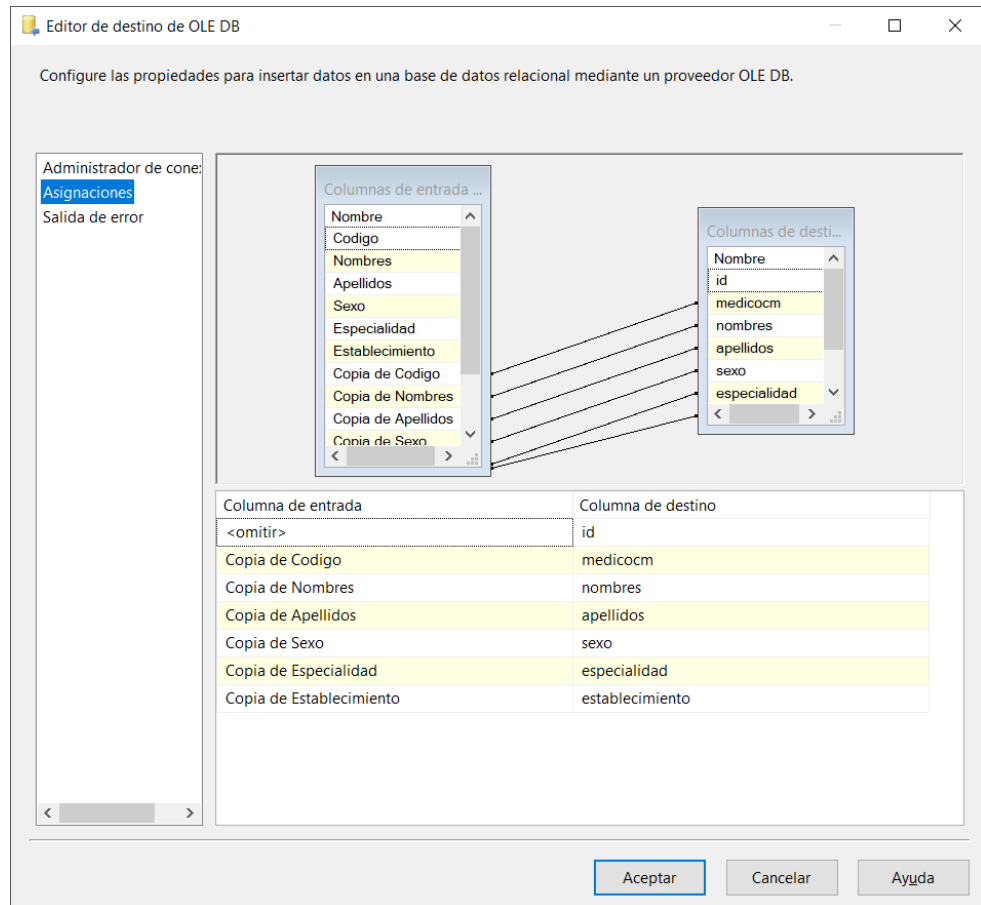 Editor de destino de OLE DB
Configure las propiedades para insertar datos en una base de datos relacional mediante un proveedor OLE DB.
Administrador de cone
Asignaciones
Salida de error
Columnas de entrada ...
Nombre
Codigo
Nombres
Apellidos
Sexo
Especialidad
Establecimiento
Copia de Codigo
Copia de Nombres
Copia de Apellidos
Copia de Sexo
Columnas de desti...
Nombre
id
medicocm
nombres
apellidos
sexo
especialidad
Columna de entrada Columna de destino
<omitir> id
Copia de Codigo medicocm
Copia de Nombres nombres
Copia de Apellidos apellidos
Copia de Sexo sexo
Copia de Especialidad especialidad
Copia de Establecimiento establecimiento
Aceptar Cancelar Ayuda